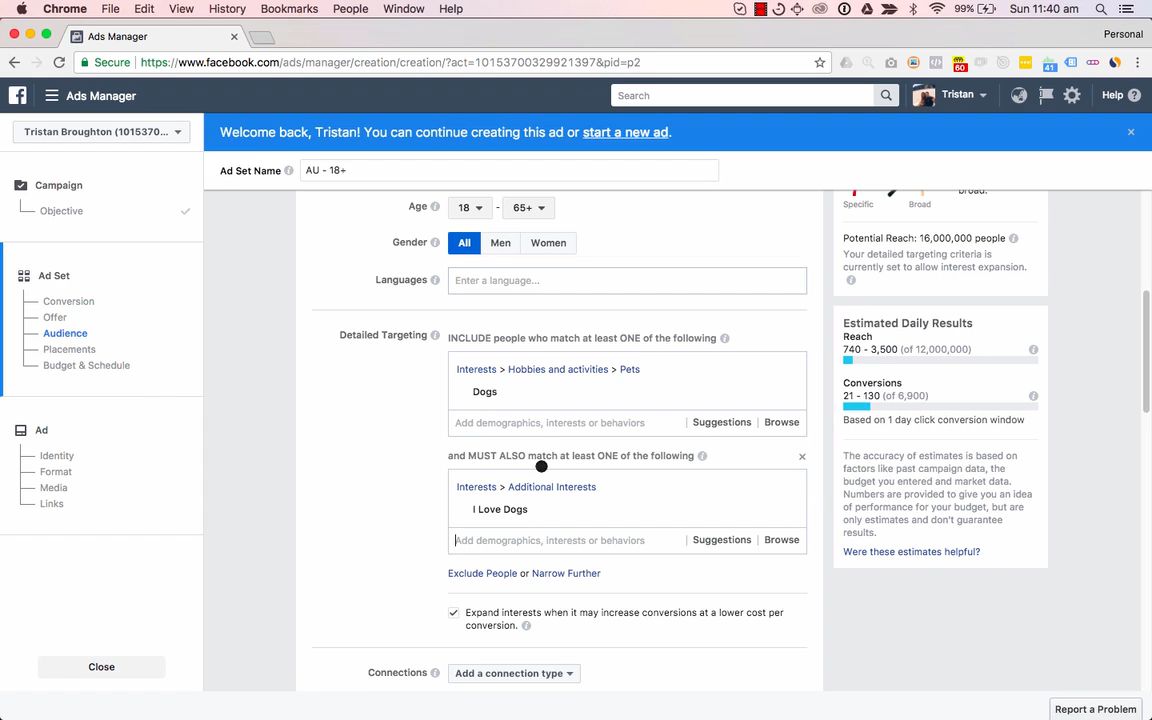 Chrome File Edit View History Bookmarks People Window Help 99% Sun 11:40 am
Ads Manager Personal
Secure https://www.facebook.com/ads/manager/creation/creation/?act=10153700329921397&pid=p2 60 41
Ads Manager Search Tristan Help
Tristan Broughton (1015370...
Welcome back, Tristan! You can continue creating this ad or start a new ad.
Ad Set Name AU - 18+
Campaign
Objective
Ad Set
Conversion
Offer
Audience
Placements
Budget & Schedule
Ad
Identity
Format
Media
Links
Close
Age 18 - 65+
Gender All Men Women
Languages Enter a language...
Detailed Targeting INCLUDE people who match at least ONE of the following
Interests > Hobbies and activities > Pets
Dogs
Add demographics, interests or behaviors | Suggestions | Browse
and MUST ALSO match at least ONE of the following
Interests > Additional Interests
I Love Dogs
Add demographics, interests or behaviors | Suggestions | Browse
Exclude People or Narrow Further
Expand interests when it may increase conversions at a lower cost per
conversion.
Connections Add a connection type
broad.
Specific Broad
Potential Reach: 16,000,000 people
Your detailed targeting criteria is
currently set to allow interest expansion.
Estimated Daily Results
Reach
740 - 3,500 (of 12,000,000)
Conversions
21 - 130 (of 6,900)
Based on 1 day click conversion window
The accuracy of estimates is based on
factors like past campaign data, the
budget you entered and market data.
Numbers are provided to give you an idea
of performance for your budget, but are
only estimates and don't guarantee
results.
Were these estimates helpful?
Report a Problem